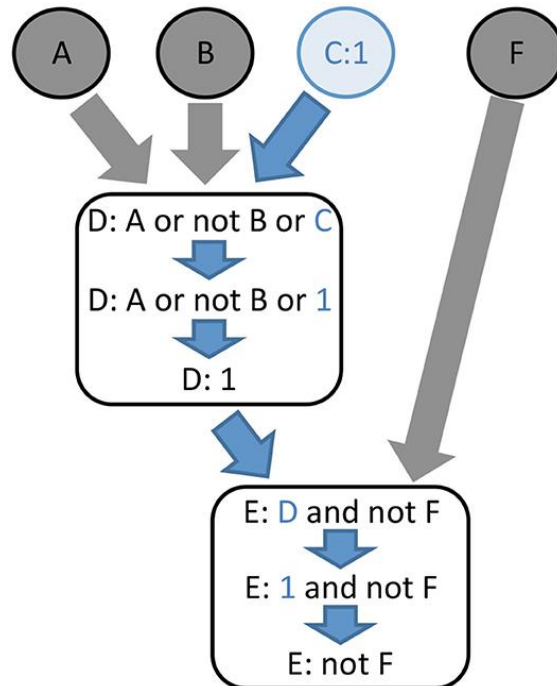 A
B
C:1
F
D: A or not B or C
D: A or not B or 1
D: 1
E: D and not F
E: 1 and not F
E: not F